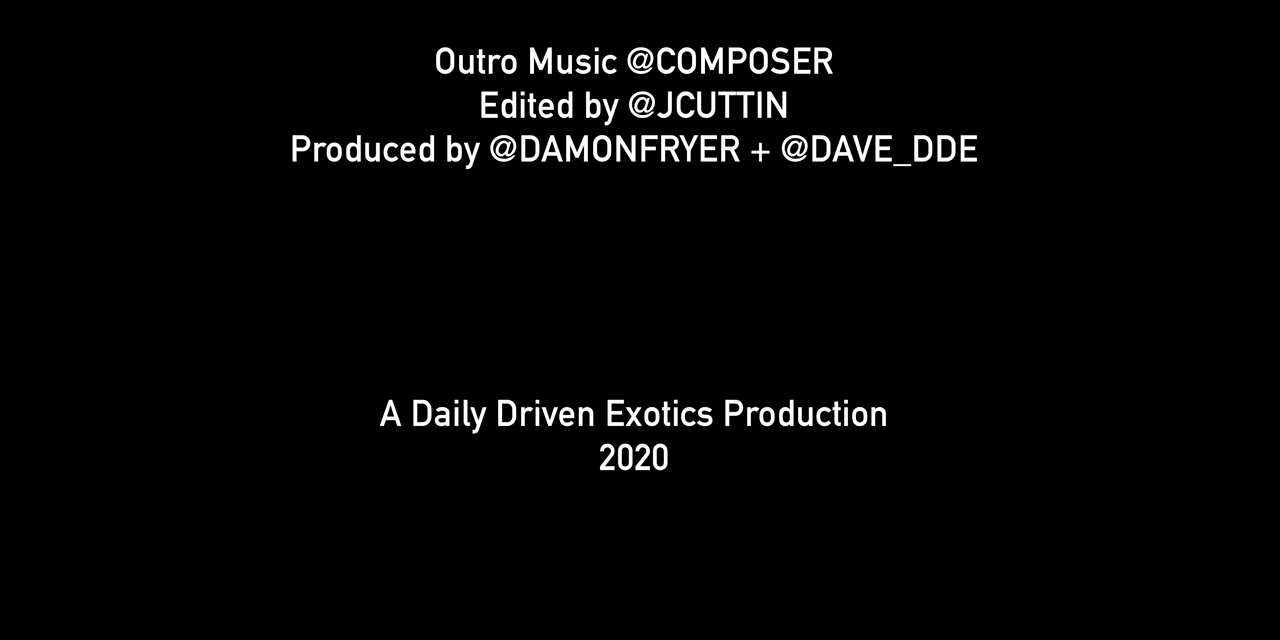 Outro Music @COMPOSER
Edited by @JCUTTIN
Produced by @DAMONFRYER + @DAVE_DDE
A Daily Driven Exotics Production
2020